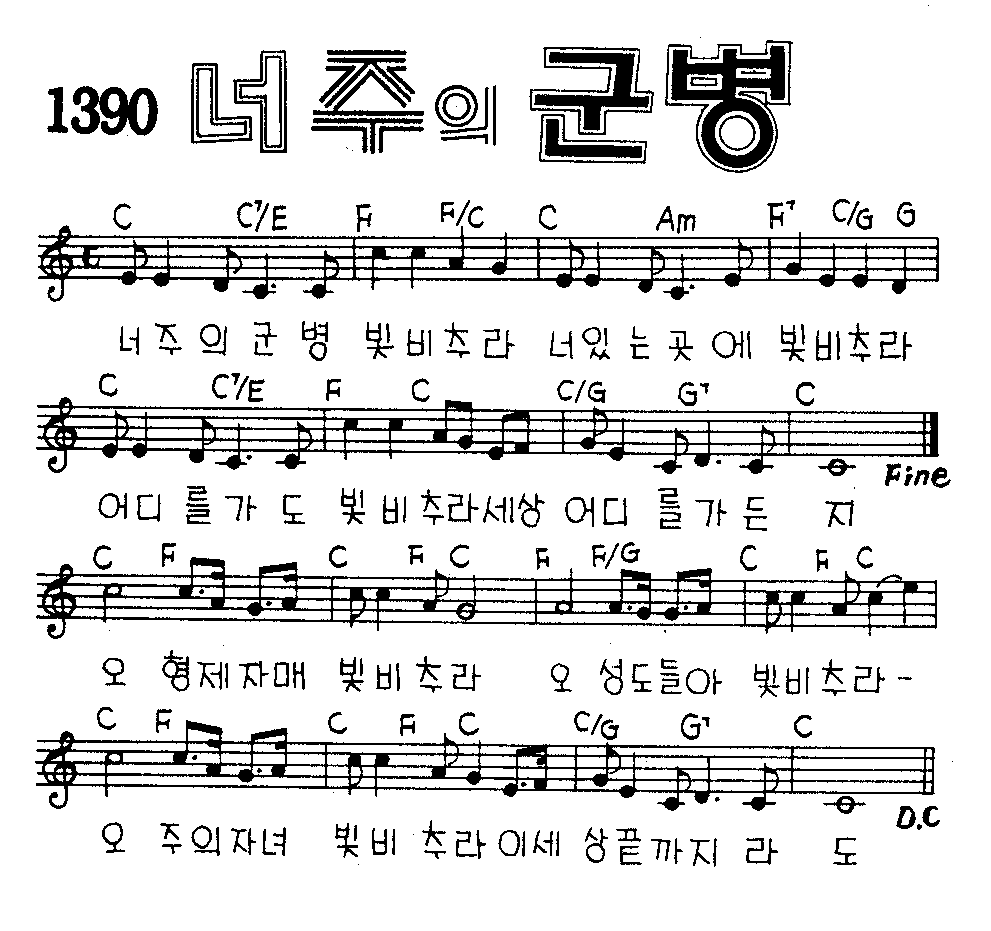 1390 너 주의 군병
C C7/E F F/C C Am F7 C/G G
너 주 의 군 병 빛 비 추 라 너 있 는 곳 에 빛 비 추 라
C C7/E F C C/G G7 C
Fine
어 디 를 가 도 빛 비 추 라 세 상 어 디 를 가 든 지
C F C F C F F/G C F C
오 형 제 자 매 빛 비 추 라 오 성 도 들 아 빛 비 추 라 -
C F C F C C/G G7 C
D.C
오 주 의 자 녀 빛 비 추 라 이 세 상 끝 까 지 라 도